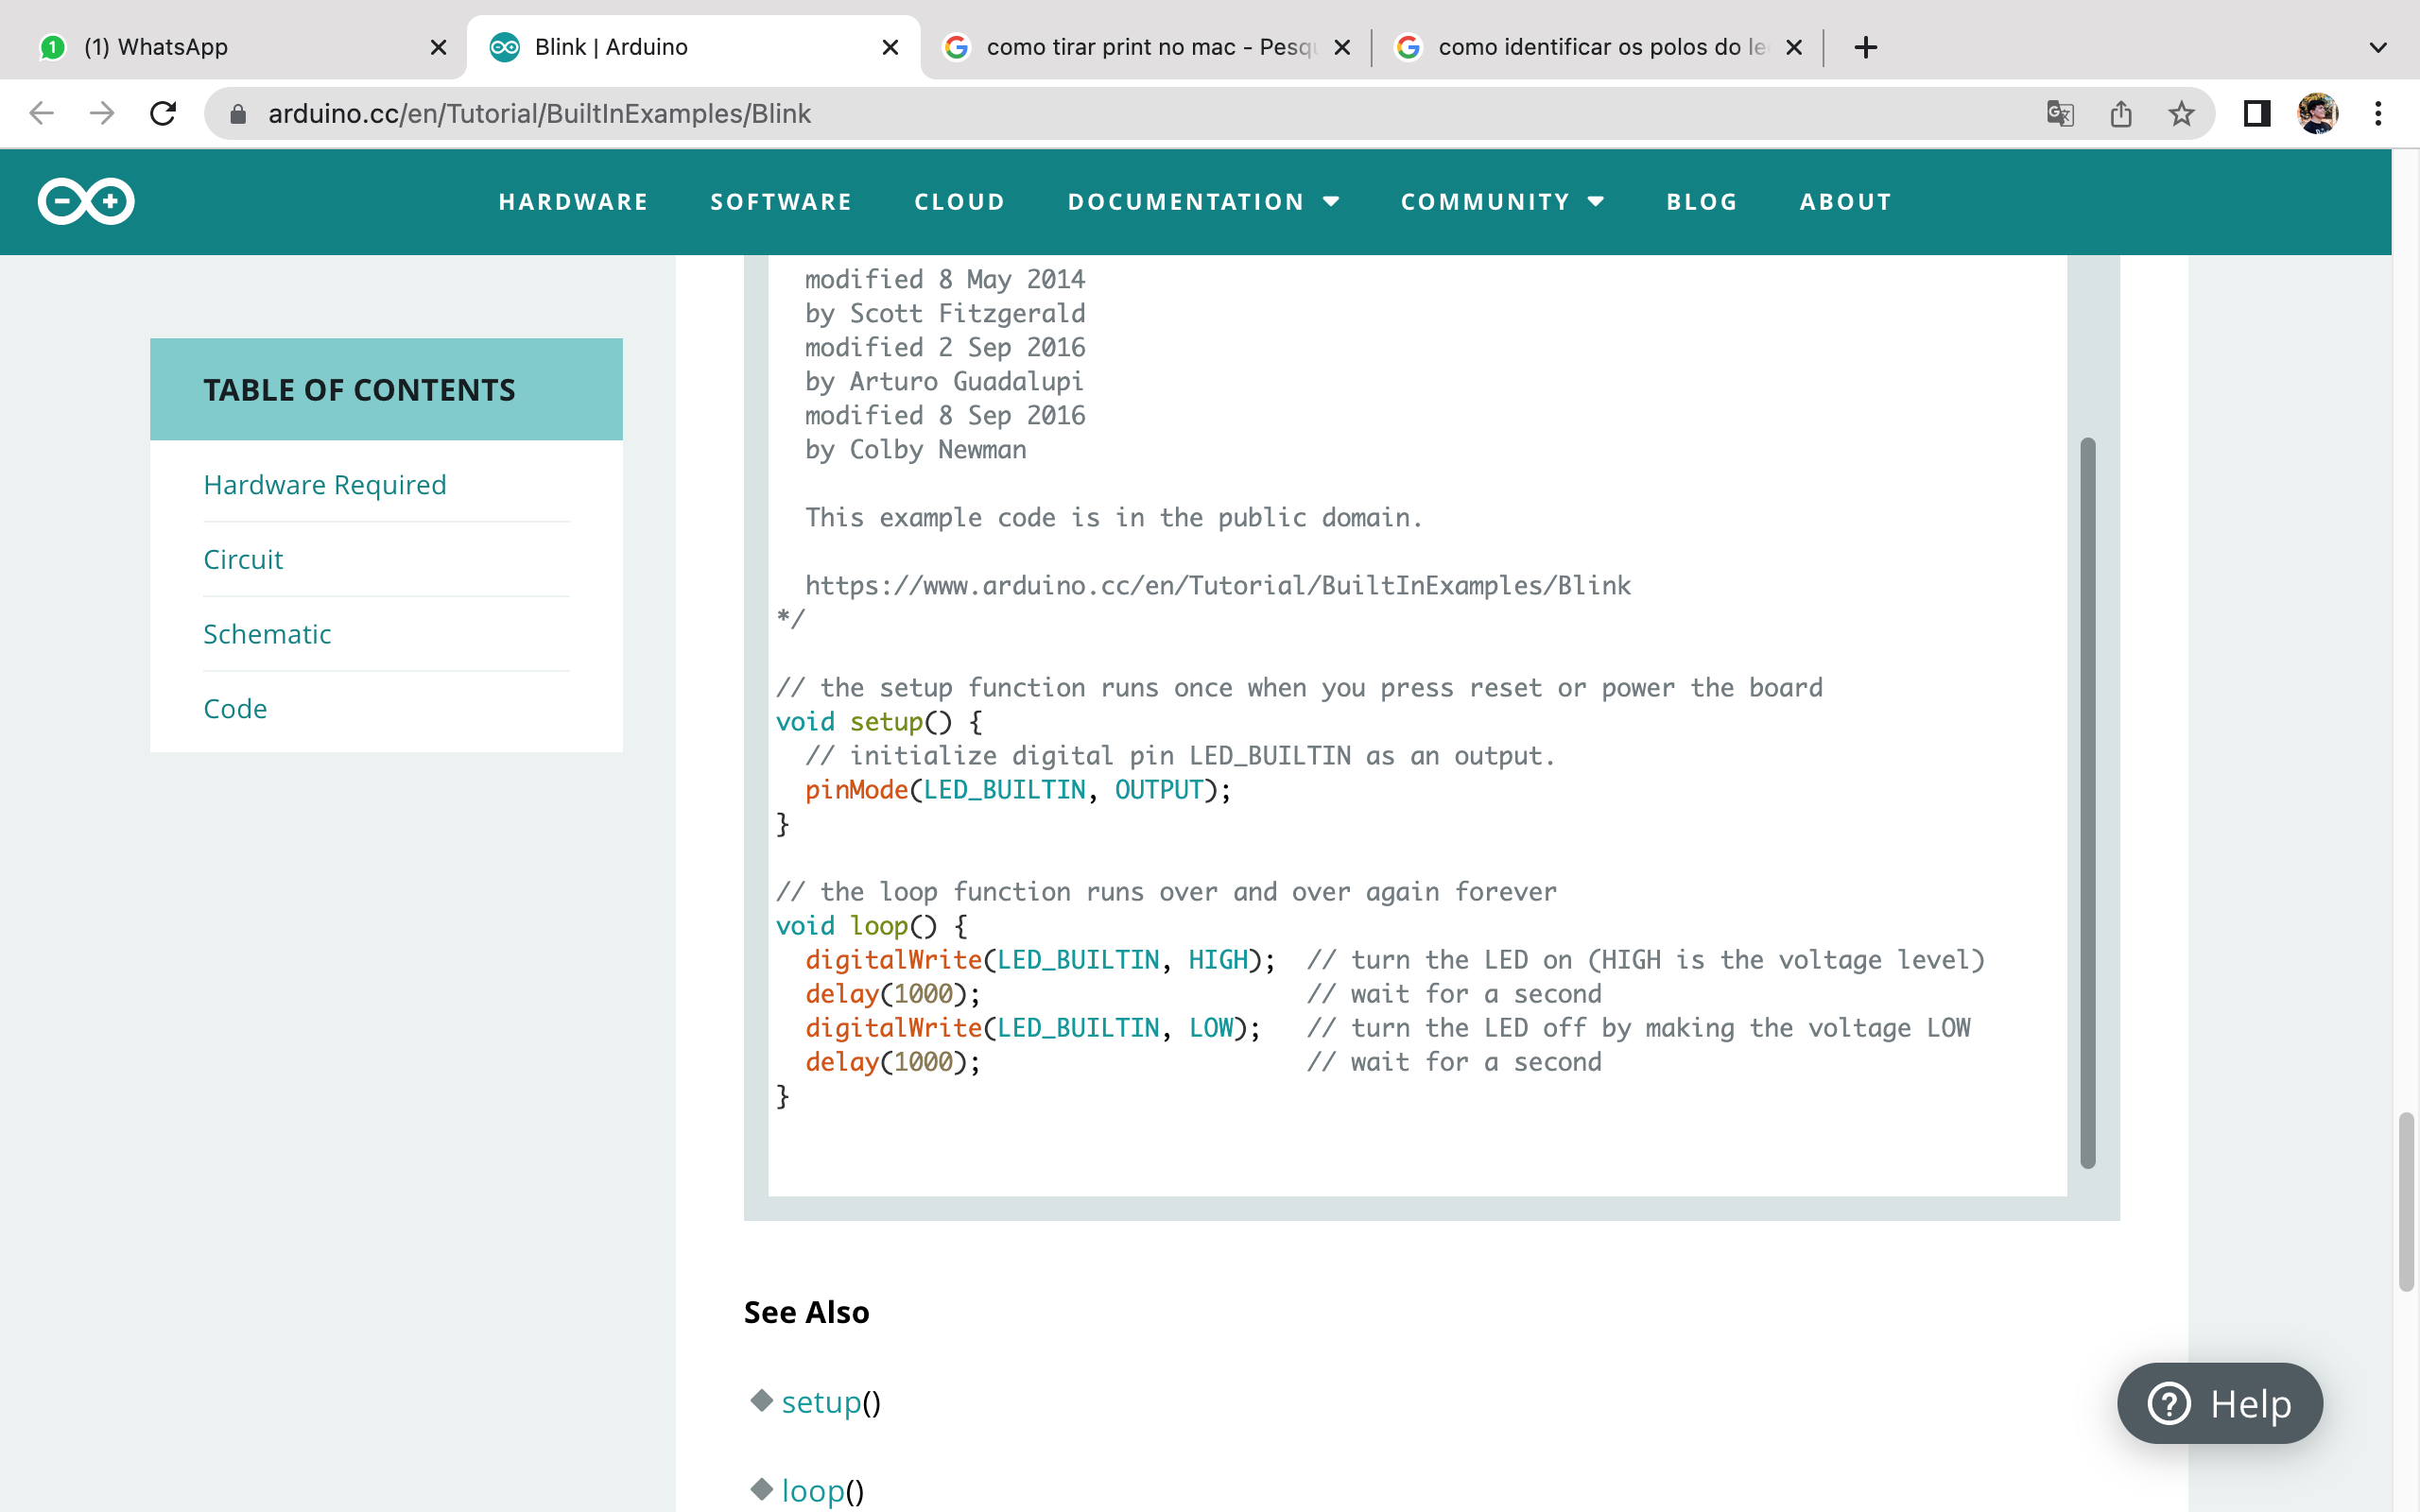 1 (1) WhatsApp
Blink | Arduino
como tirar print no mac - Pesqu
como identificar os polos do le
arduino.cc/en/Tutorial/BuiltInExamples/Blink
HARDWARE SOFTWARE CLOUD DOCUMENTATION COMMUNITY BLOG ABOUT
TABLE OF CONTENTS
Hardware Required
Circuit
Schematic
Code
modified 8 May 2014
by Scott Fitzgerald
modified 2 Sep 2016
by Arturo Guadalupi
modified 8 Sep 2016
by Colby Newman
This example code is in the public domain.
https://www.arduino.cc/en/Tutorial/BuiltInExamples/Blink
*/
// the setup function runs once when you press reset or power the board
void setup() {
// initialize digital pin LED_BUILTIN as an output.
pinMode(LED_BUILTIN, OUTPUT);
}
// the loop function runs over and over again forever
void loop() {
digitalWrite(LED_BUILTIN, HIGH);  // turn the LED on (HIGH is the voltage level)
delay(1000);                      // wait for a second
digitalWrite(LED_BUILTIN, LOW);   // turn the LED off by making the voltage LOW
delay(1000);                      // wait for a second
}
See Also
setup()
loop()
? Help